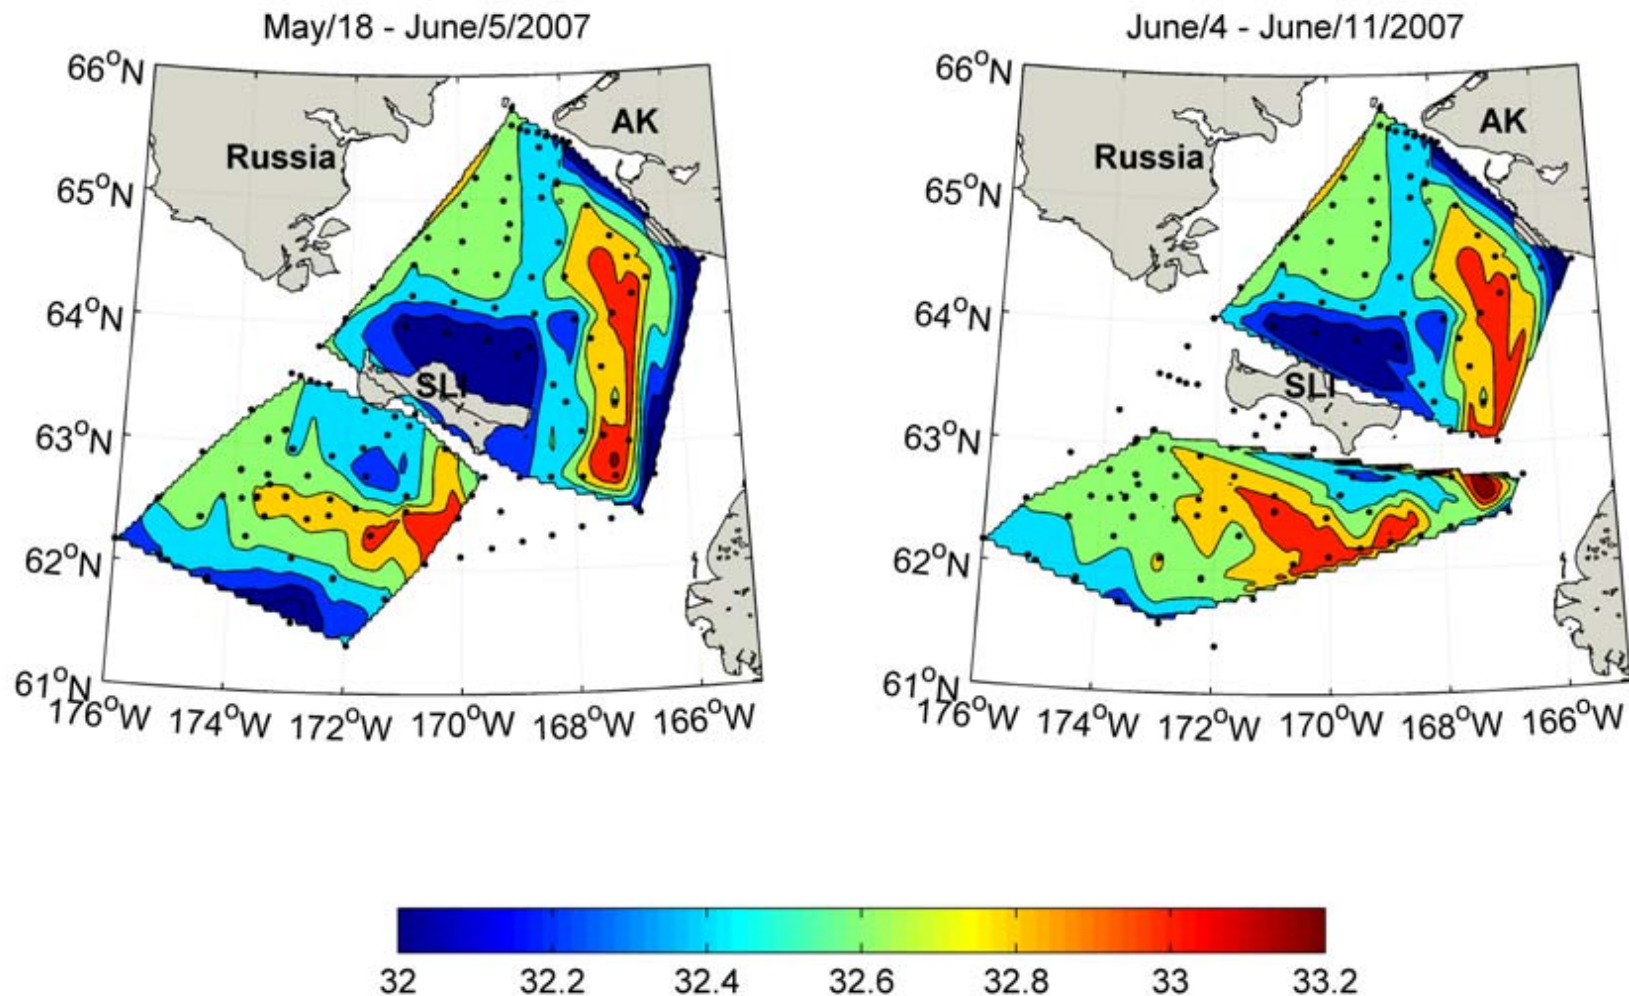 May/18 - June/5/2007
66°N
65°N
64°N
63°N
62°N
61°N
176°W 174°W 172°W 170°W 168°W 166°W
Russia
AK
SLI
June/4 - June/11/2007
66°N
65°N
64°N
63°N
62°N
61°N
176°W 174°W 172°W 170°W 168°W 166°W
Russia
AK
SLI
32 32.2 32.4 32.6 32.8 33 33.2